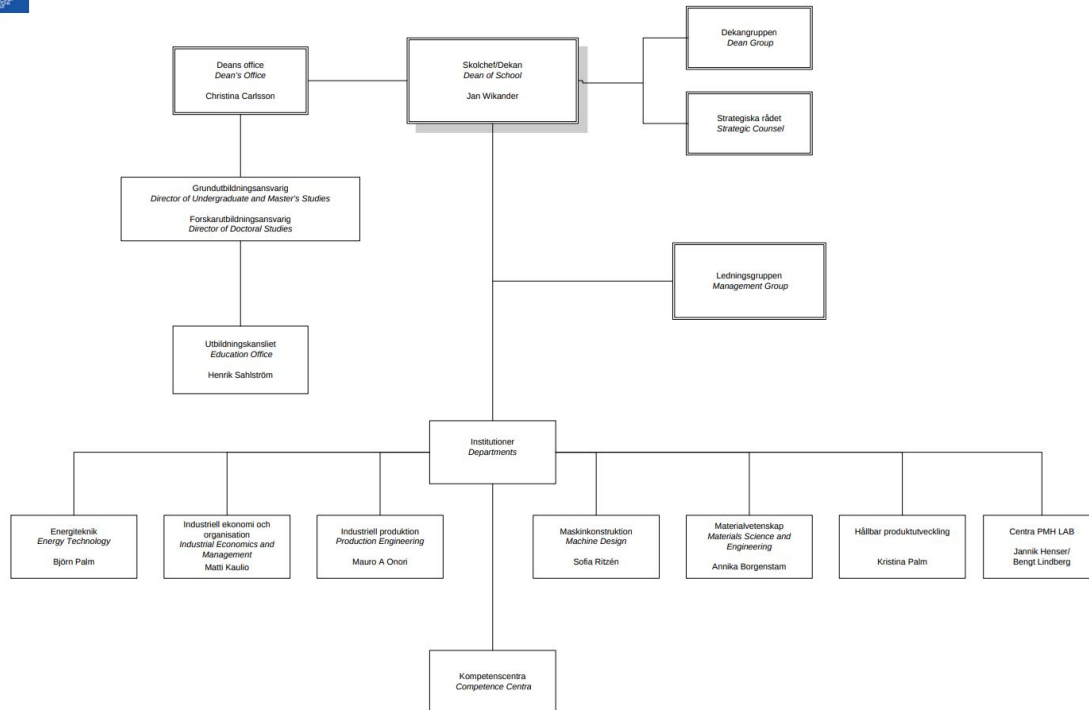 Dekangruppen
Dean Group
Deans office
Dean's Office
Christina Carlsson
Skolchef/Dekan
Dean of School
Jan Wikander
Strategiska rådet
Strategic Counsel
Grundutbildningsansvarig
Director of Undergraduate and Master's Studies
Forskarutbildningsansvarig
Director of Doctoral Studies
Ledningsgruppen
Management Group
Utbildningskansliet
Education Office
Henrik Sahlström
Institutioner
Departments
Energiteknik
Energy Technology
Björn Palm
Industriell ekonomi och
organisation
Industrial Economics and
Management
Matti Kaulio
Industriell produktion
Production Engineering
Mauro A Onori
Maskinkonstruktion
Machine Design
Sofia Ritzén
Materialvetenskap
Materials Science and
Engineering
Annika Borgenstam
Hållbar produktutveckling
Kristina Palm
Centra PMH LAB
Jannik Henser/
Bengt Lindberg
Kompetenscentra
Competence Centra